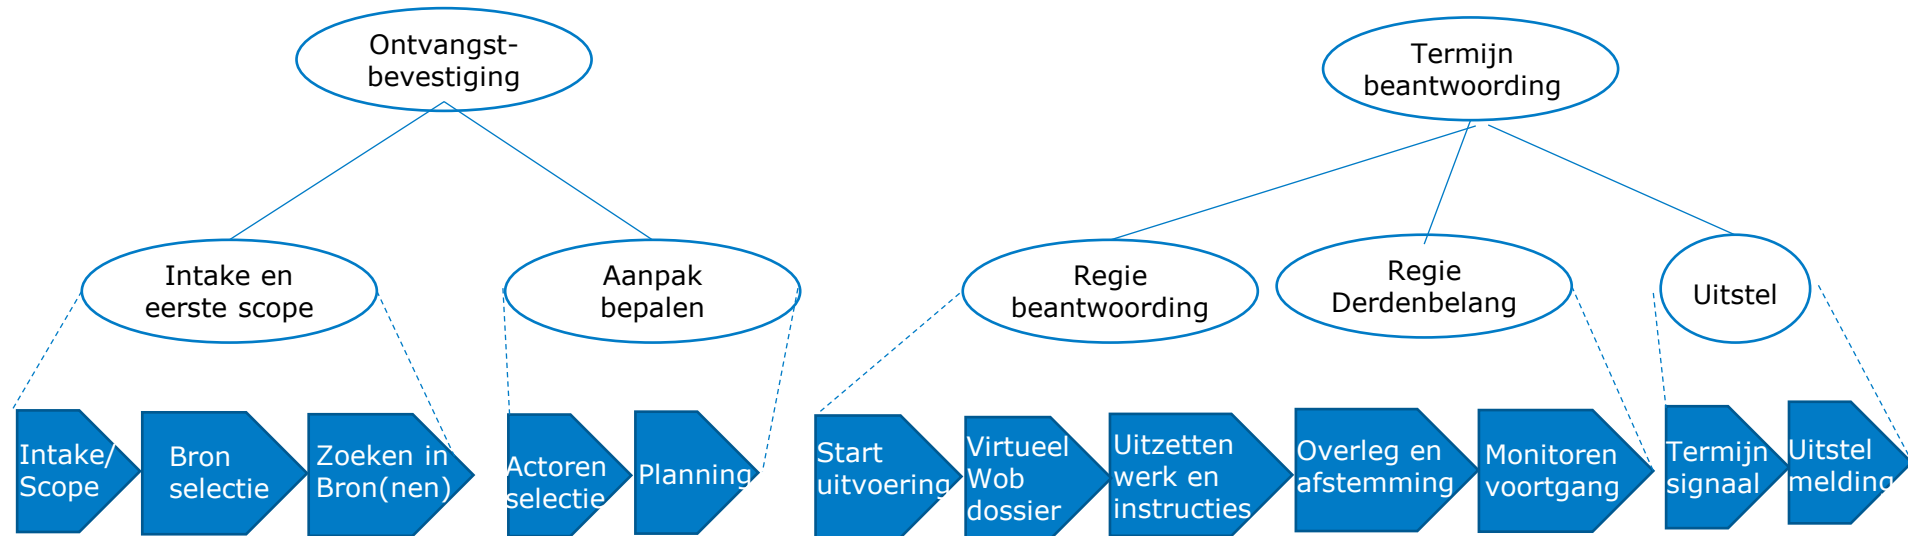 Ontvangst-
bevestiging
Termijn
beantwoording
Intake en
eerste scope
Aanpak
bepalen
Regie
beantwoording
Regie
Derdenbelang
Uitstel
Intake/
Scope
Bron
selectie
Zoeken in
Bron(nen)
Actoren
selectie
Planning
Start
uitvoering
Virtueel
Wob
dossier
Uitzetten
werk en
instructies
Overleg en
afstemming
Monitoren
voortgang
Termijn
signaal
Uitstel
melding